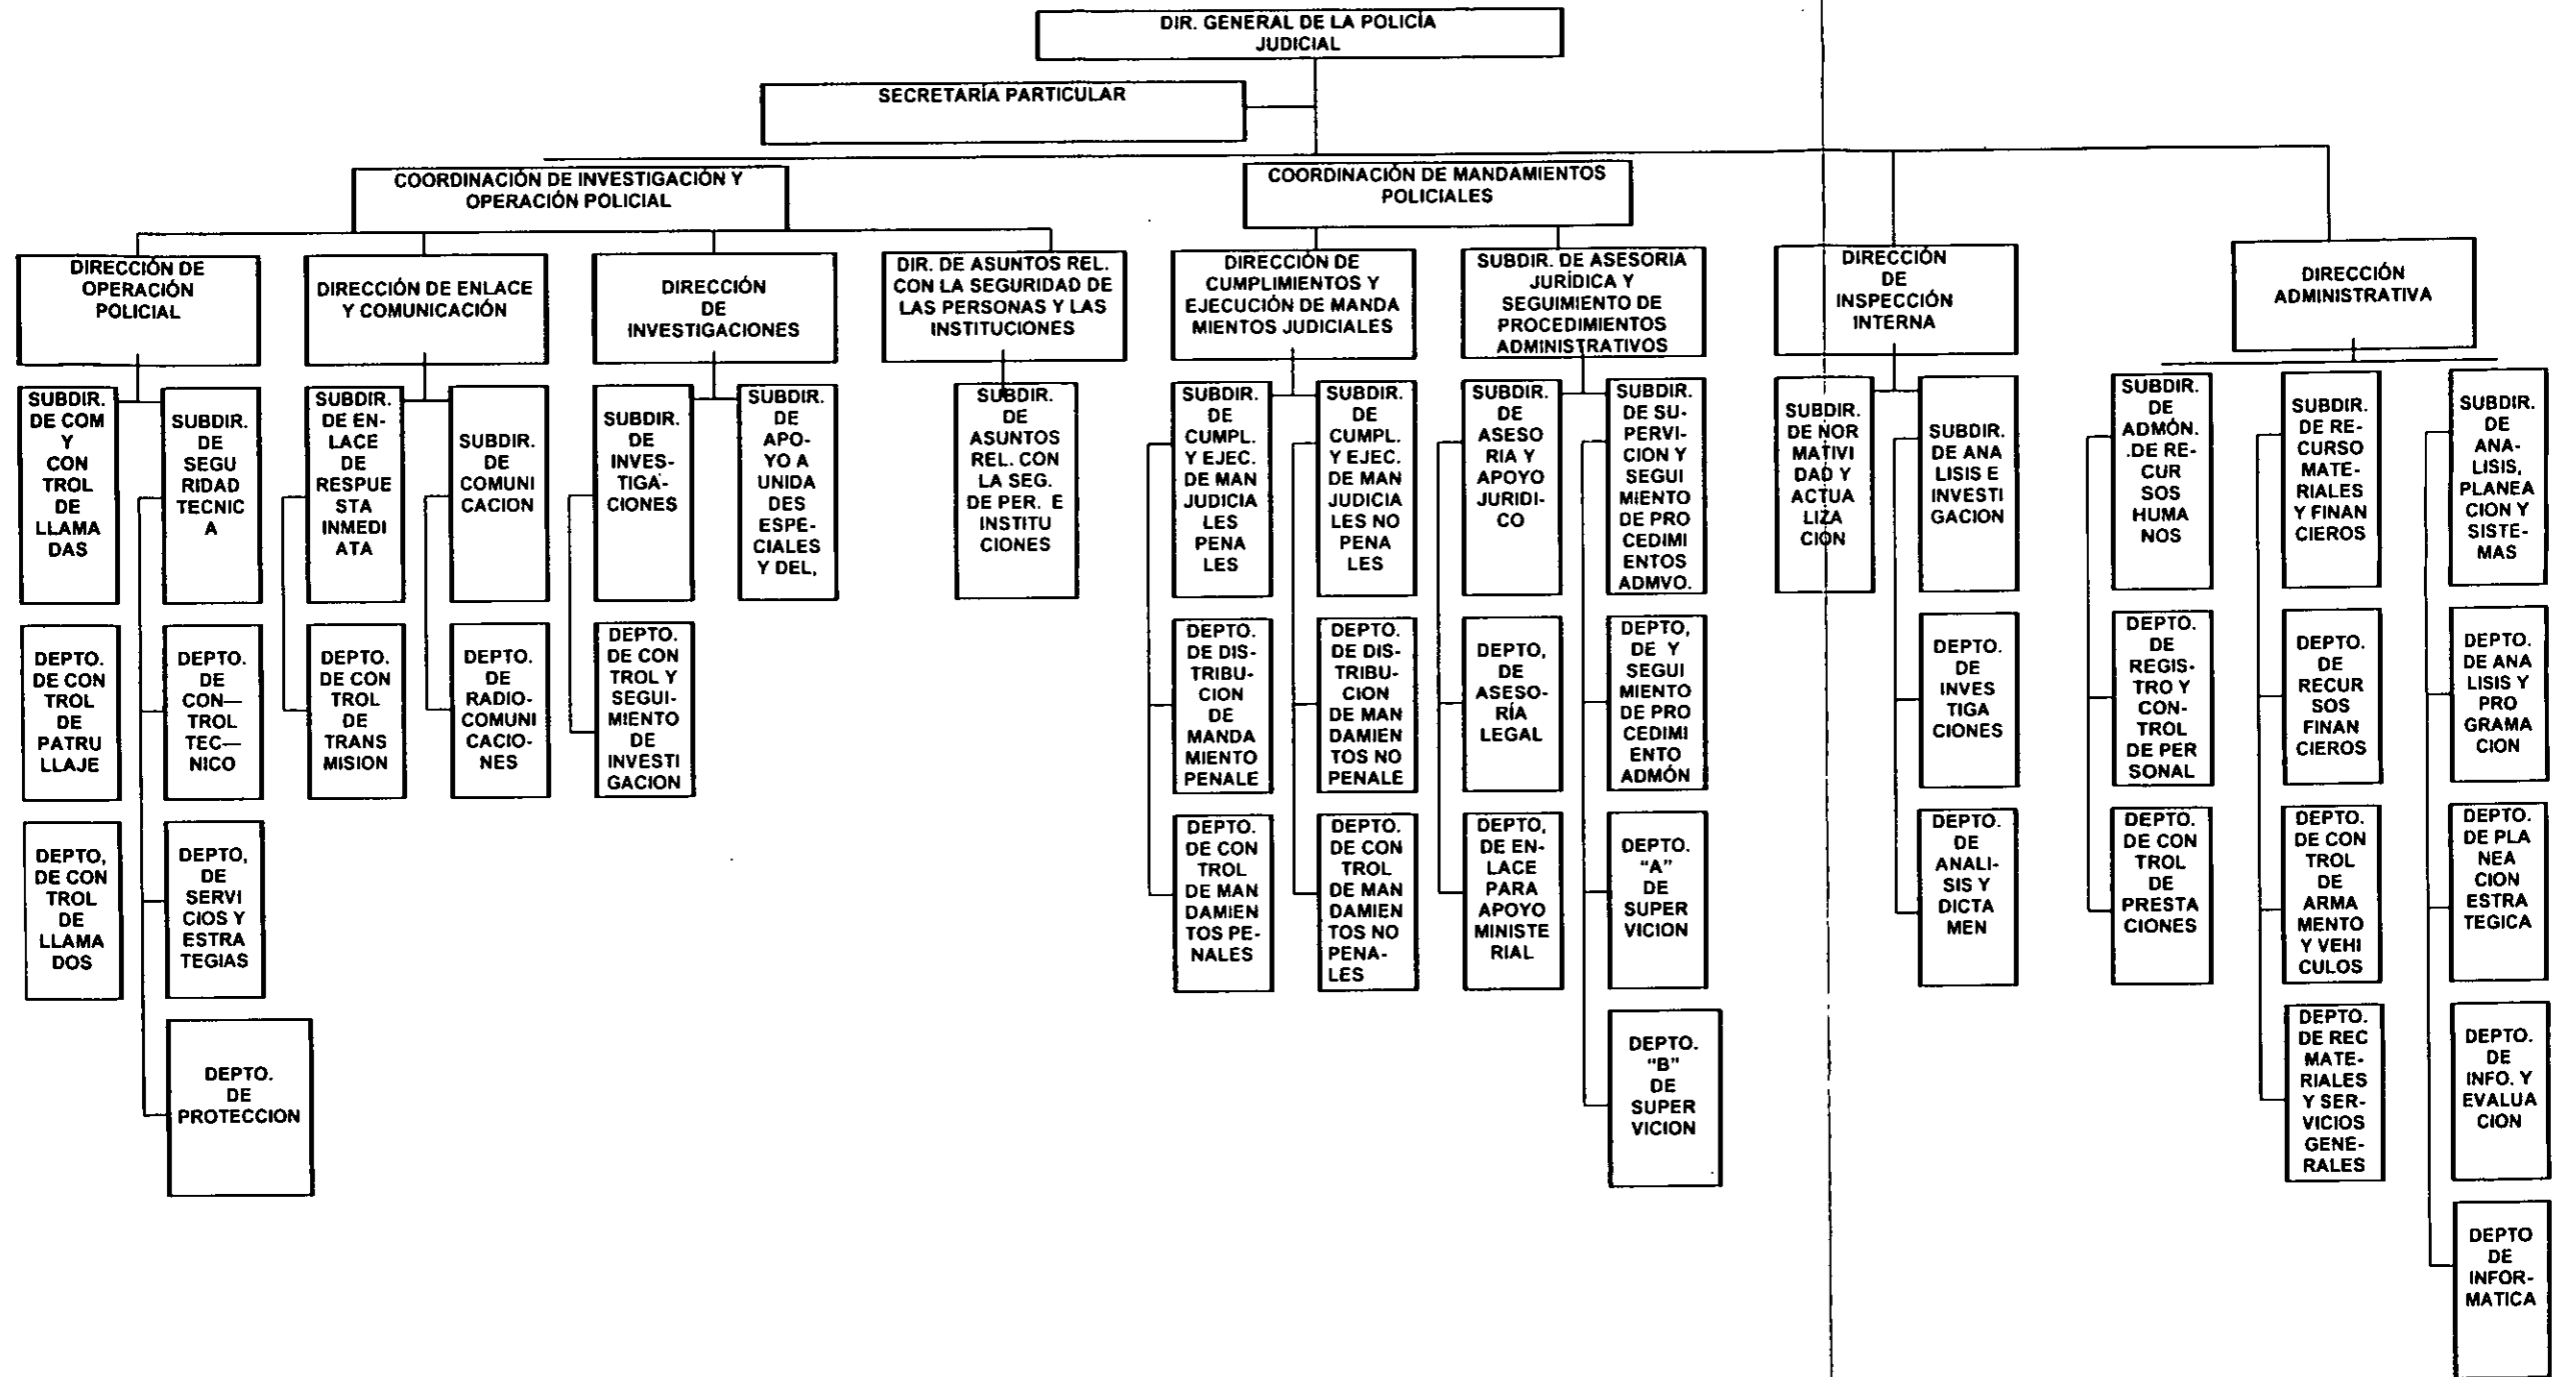 DIR. GENERAL DE LA POLICÍA
JUDICIAL
SECRETARÍA PARTICULAR
COORDINACIÓN DE INVESTIGACIÓN Y
OPERACIÓN POLICIAL
COORDINACIÓN DE MANDAMIENTOS
POLICIALES
DIRECCIÓN DE
OPERACIÓN
POLICIAL
DIRECCIÓN DE ENLACE
Y COMUNICACIÓN
DIRECCIÓN
DE
INVESTIGACIONES
DIR. DE ASUNTOS REL.
CON LA SEGURIDAD DE
LAS PERSONAS Y LAS
INSTITUCIONES
DIRECCIÓN DE
CUMPLIMIENTOS Y
EJECUCIÓN DE MANDA
MIENTOS JUDICIALES
SUBDIR. DE ASESORIA
JURÍDICA Y
SEGUIMIENTO DE
PROCEDIMIENTOS
ADMINISTRATIVOS
DIRECCIÓN
DE
INSPECCIÓN
INTERNA
DIRECCIÓN
ADMINISTRATIVA
SUBDIR.
DE COM
Y
CON
TROL
DE
LLAMA
DAS
SUBDIR.
DE
SEGU
RIDAD
TECNIC
A
SUBDIR.
DE EN-
LACE
DE
RESPUE
STA
INMEDI
ATA
SUBDIR.
DE
COMUNI
CACION
SUBDIR.
DE
INVES-
TIGA-
CIONES
SUBDIR.
DE
APO-
YO A
UNIDA
DES
ESPE-
CIALES
Y DEL,
SUBDIR.
DE
ASUNTOS
REL. CON
LA SEG.
DE PER. E
INSTITU
CIONES
SUBDIR.
DE
CUMPL.
Y EJEC.
DE MAN
JUDICIA
LES
PENA
LES
SUBDIR.
DE
CUMPL.
Y EJEC.
DE MAN
JUDICIA
LES NO
PENA
LES
SUBDIR.
DE
ASESO
RIA Y
APOYO
JURIDI-
CO
SUBDIR.
DE SU-
PERVI-
CION Y
SEGUI
MIENTO
DE PRO
CEDIMI
ENTOS
ADMVO.
SUBDIR.
DE NOR
MATIVI
DAD Y
ACTUA
LIZA
CIÓN
SUBDIR.
DE ANA
LISIS E
INVESTI
GACION
SUBDIR.
DE
ADMÓN.
.DE RE-
CUR
SOS
HUMA
NOS
SUBDIR.
DE RE-
CURSO
MATE-
RIALES
Y FINAN
CIEROS
SUBDIR.
DE
ANA-
LISIS,
PLANEA
CION Y
SISTE-
MAS
DEPTO.
DE CON
TROL
DE
PATRU
LLAJE
DEPTO.
DE
CON—
TROL
TEC—
NICO
DEPTO.
DE CON
TROL
DE
TRANS
MISION
DEPTO.
DE
RADIO-
COMUNI
CACIO-
NES
DEPTO.
DE CON
TROL Y
SEGUI-
MIENTO
DE
INVESTI
GACION
DEPTO.
DE DIS-
TRIBU-
CION
DE
MANDA
MIENTO
PENALE
DEPTO.
DE DIS-
TRIBU-
CION
DE MAN
DAMIEN
TOS NO
PENALE
DEPTO,
DE
ASESO-
RÍA
LEGAL
DEPTO,
DE Y
SEGUI
MIENTO
DE PRO
CEDIMI
ENTO
ADMÓN
DEPTO.
DE
INVES
TIGA
CIONES
DEPTO.
DE
REGIS-
TRO Y
CON-
TROL
DE PER
SONAL
DEPTO.
DE
RECUR
SOS
FINAN
CIEROS
DEPTO.
DE ANA
LISIS Y
PRO
GRAMA
CION
DEPTO,
DE CON
TROL
DE
LLAMA
DOS
DEPTO,
DE
SERVI
CIOS Y
ESTRA
TEGIAS
DEPTO.
DE CON
TROL
DE MAN
DAMIEN
TOS PE-
NALES
DEPTO.
DE CON
TROL
DE MAN
DAMIEN
TOS NO
PENA-
LES
DEPTO,
DE EN-
LACE
PARA
APOYO
MINISTE
RIAL
DEPTO.
“A”
DE
SUPER
VICION
DEPTO.
DE
ANALI-
SIS Y
DICTA
MEN
DEPTO.
DE CON
TROL
DE
PRESTA
CIONES
DEPTO.
DE CON
TROL
DE
ARMA
MENTO
Y VEHI
CULOS
DEPTO.
DE PLA
NEA
CION
ESTRA
TEGICA
DEPTO.
DE
PROTECCION
DEPTO.
“B”
DE
SUPER
VICION
DEPTO.
DE REC
MATE-
RIALES
Y SER-
VICIOS
GENE-
RALES
DEPTO.
DE
INFO. Y
EVALUA
CION
DEPTO
DE
INFOR-
MATICA